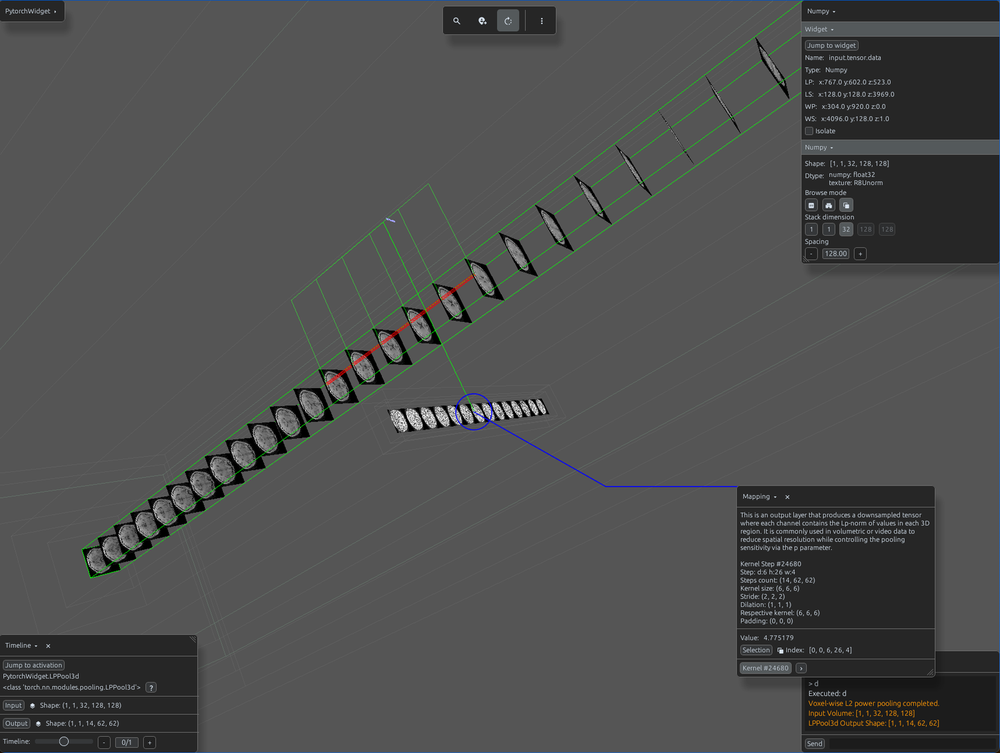 PytorchWidget
Numpy
Widget
Jump to widget
Name: input.tensor.data
Type: Numpy
LP: x:767.0 y:602.0 z:523.0
LS: x:128.0 y:128.0 z:3969.0
WP: x:304.0 y:920.0 z:0.0
WS: x:4096.0 y:128.0 z:1.0
Isolate
Numpy
Shape: [1, 1, 32, 128, 128]
Dtype: numpy: float32
texture: R8Unorm
Browse mode
Stack dimension
1 1 32 128 128
Spacing
- 128.00 +
Mapping ×
This is an output layer that produces a downsampled tensor
where each channel contains the Lp-norm of values in each 3D
region. It is commonly used in volumetric or video data to
reduce spatial resolution while controlling the pooling
sensitivity via the p parameter.
Kernel Step #24680
Step: d:6 h:26 w:4
Steps count: (14, 62, 62)
Kernel size: (6, 6, 6)
Stride: (2, 2, 2)
Dilation: (1, 1, 1)
Respective kernel: (6, 6, 6)
Padding: (0, 0, 0)
Value: 4.775179
Selection Index: [0, 0, 6, 26, 4]
Kernel #24680 >
Timeline ×
Jump to activation
PytorchWidget.LPPool3d
<class 'torch.nn.modules.pooling.LPPool3d'> ?
Input Shape: (1, 1, 32, 128, 128)
Output Shape: (1, 1, 14, 62, 62)
Timeline: - 0/1 +
> d
Executed: d
Voxel-wise L2 power pooling completed.
Input Volume: [1, 1, 32, 128, 128]
LPPool3d Output Shape: [1, 1, 14, 62, 62]
Send